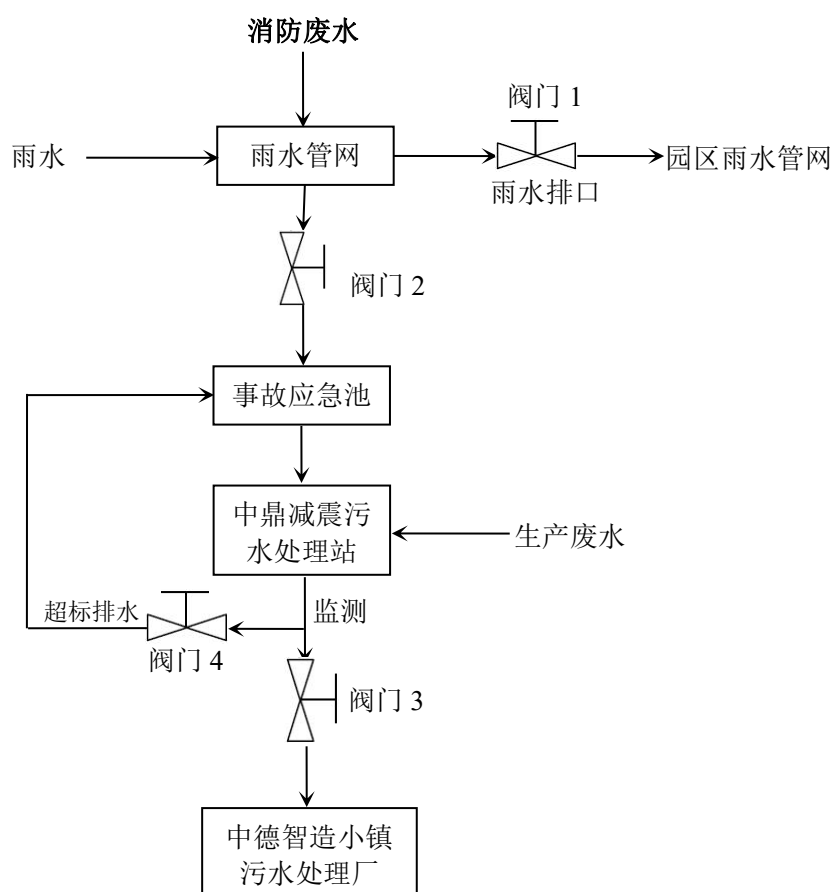 消防废水
阀门 1
雨水
雨水管网
园区雨水管网
雨水排口
阀门 2
事故应急池
中鼎减震污
水处理站
生产废水
超标排水
监测
阀门 4
阀门 3
中德智造小镇
污水处理厂